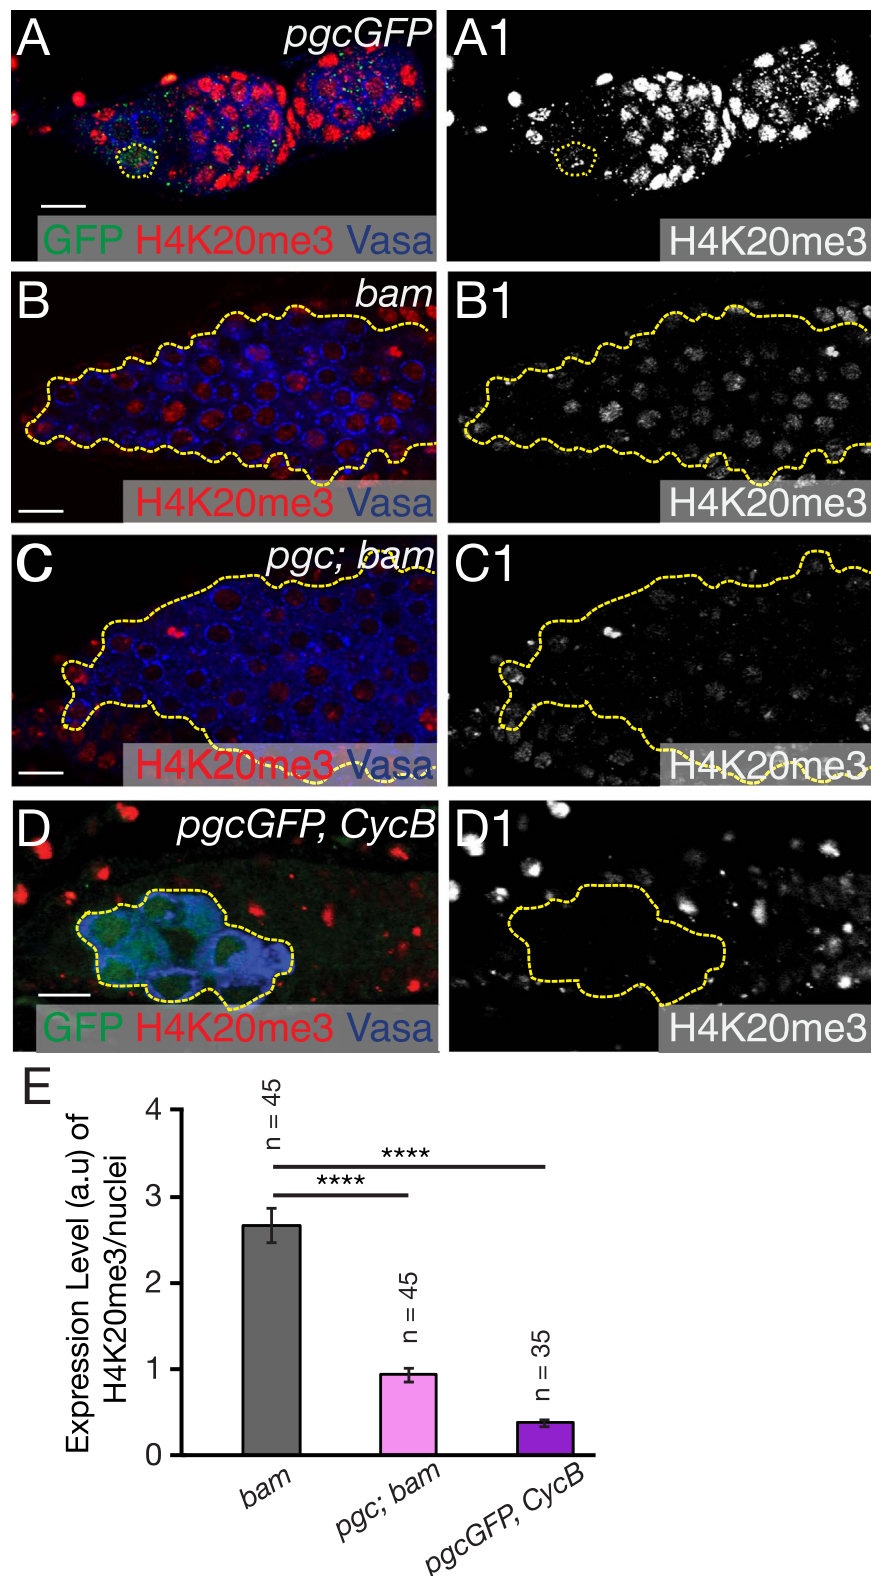 A pgcGFP
GFP H4K20me3 Vasa
A1
H4K20me3
B bam
H4K20me3 Vasa
B1
H4K20me3
C pgc; bam
H4K20me3 Vasa
C1
H4K20me3
D pgcGFP, CycB
GFP H4K20me3 Vasa
D1
H4K20me3
E
Expression Level (a.u) of
H4K20me3/nuclei
4
3
2
1
0
n = 45
****
****
n = 45
n = 35
bam
pgc; bam
pgcGFP, CycB